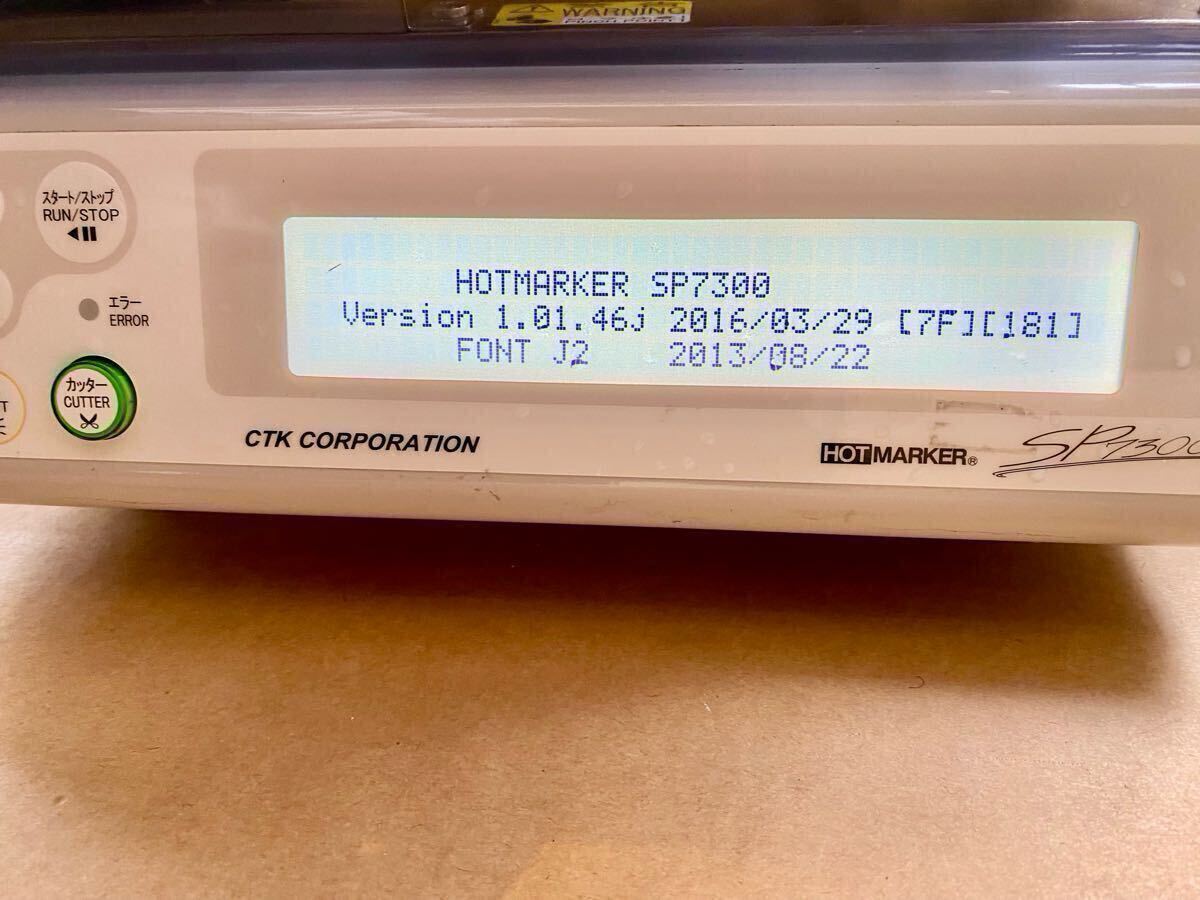 WARNING
スタート/ストップ
RUN/STOP
HOTMARKER SP7300
Version 1.01.46j 2016/03/29 [7F][181]
FONT J2 2013/08/22
エラー
ERROR
カッター
CUTTER
CTK CORPORATION
HOTMARKER®
SP7300